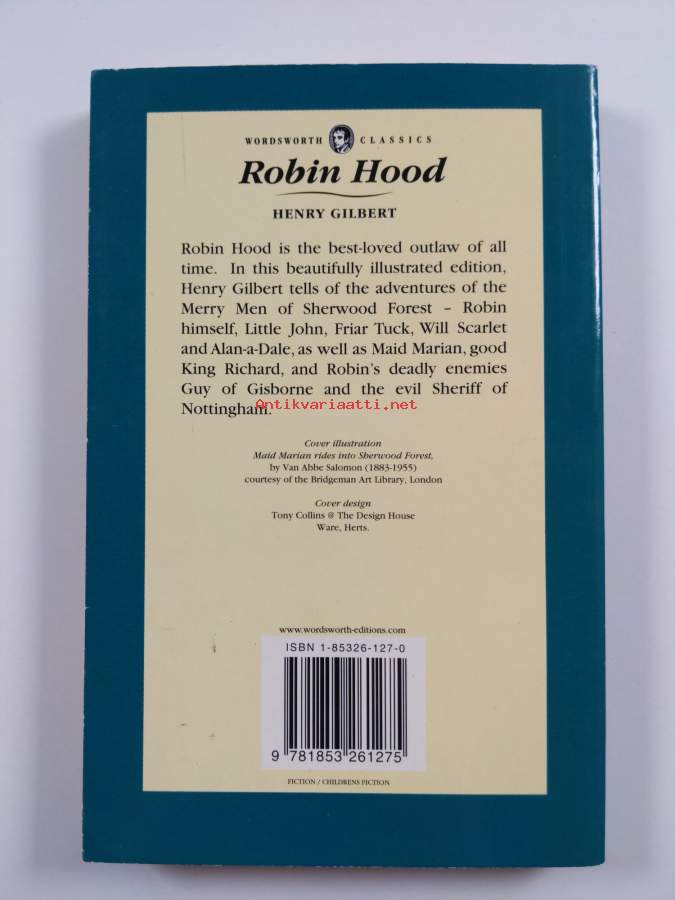 WORDSWORTH CLASSICS
Robin Hood
HENRY GILBERT
Robin Hood is the best-loved outlaw of all
time. In this beautifully illustrated edition,
Henry Gilbert tells of the adventures of the
Merry Men of Sherwood Forest – Robin
himself, Little John, Friar Tuck, Will Scarlet
and Alan-a-Dale, as well as Maid Marian, good
King Richard, and Robin's deadly enemies
Guy of Gisborne and the evil Sheriff of
Nottingham.
Antikvariaatti.net
Cover illustration
Maid Marian rides into Sherwood Forest,
by Van Abbe Salomon (1883-1955)
courtesy of the Bridgeman Art Library, London
Cover design
Tony Collins @ The Design House
Ware, Herts.
www.wordsworth-editions.com
ISBN 1-85326-127-0
9 781853 261275
FICTION / CHILDRENS FICTION